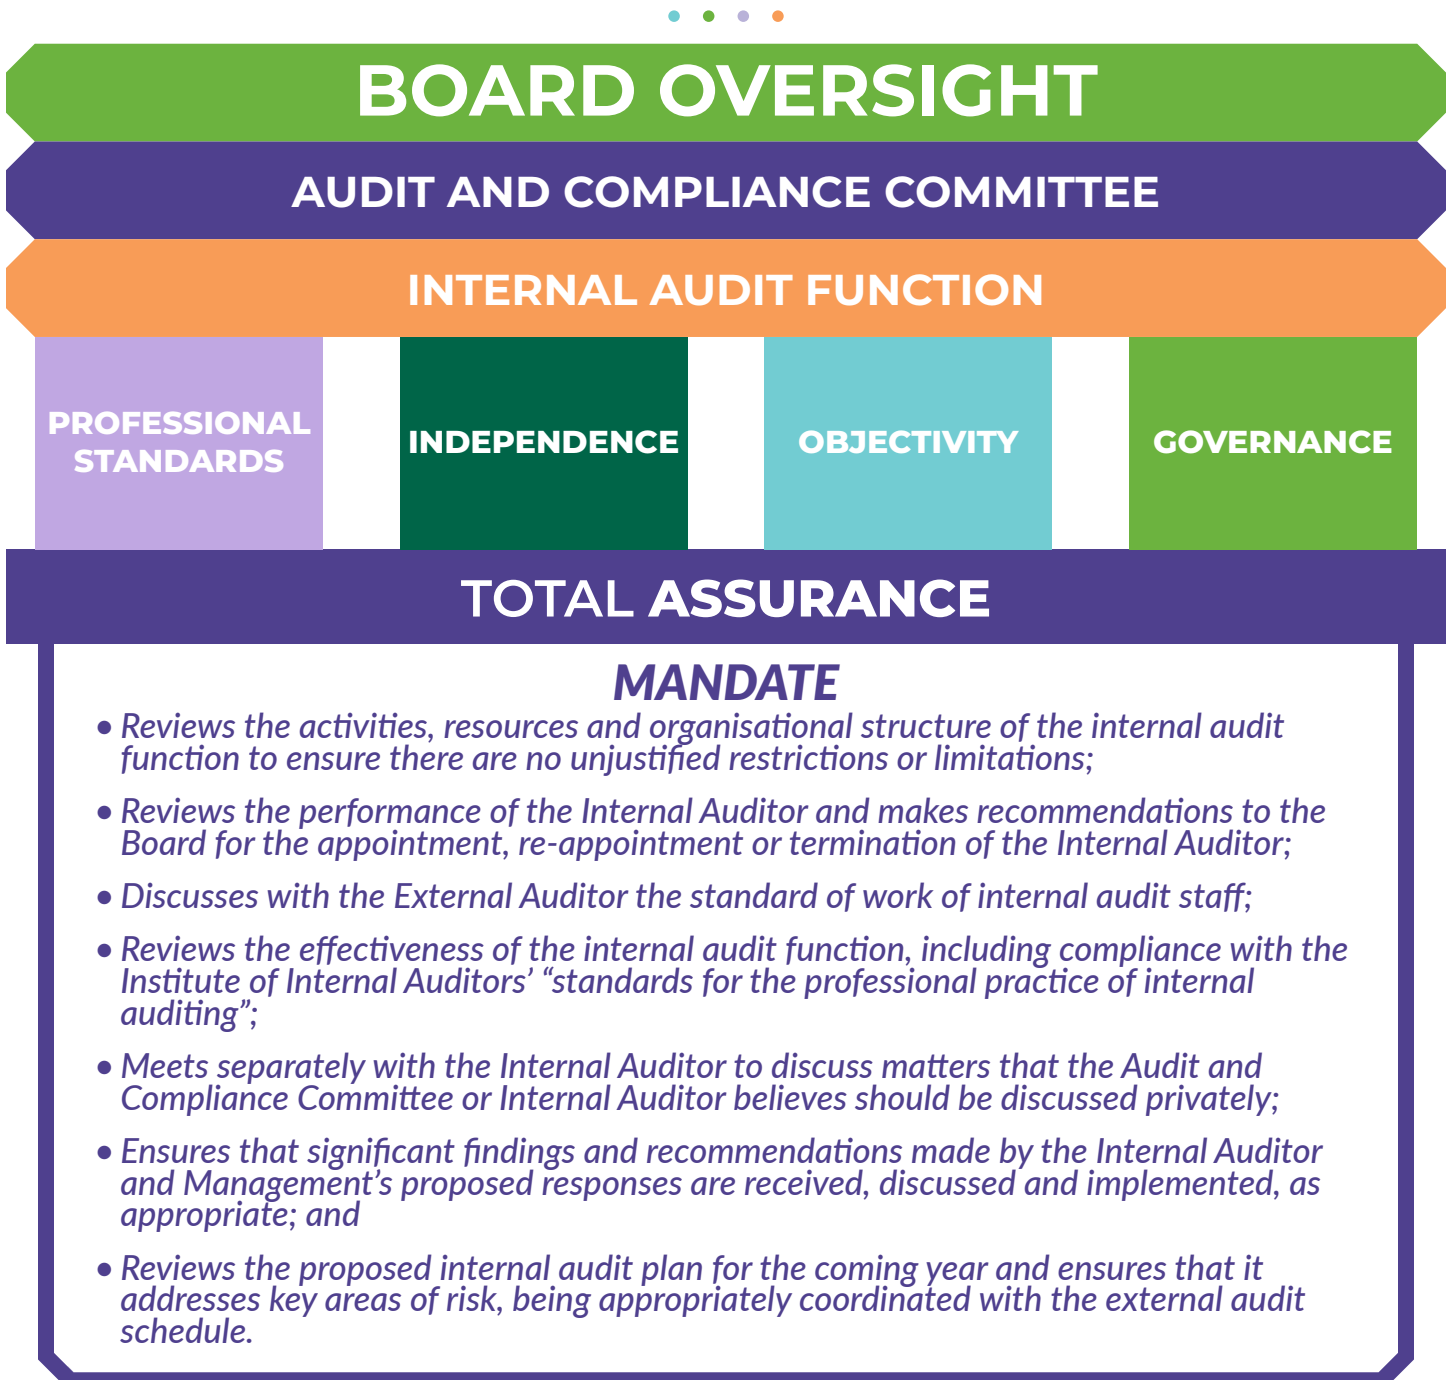 BOARD OVERSIGHT
AUDIT AND COMPLIANCE COMMITTEE
INTERNAL AUDIT FUNCTION
PROFESSIONAL
STANDARDS
INDEPENDENCE
OBJECTIVITY
GOVERNANCE
TOTAL ASSURANCE
MANDATE
• Reviews the activities, resources and organisational structure of the internal audit
function to ensure there are no unjustified restrictions or limitations;
• Reviews the performance of the Internal Auditor and makes recommendations to the
Board for the appointment, re-appointment or termination of the Internal Auditor;
• Discusses with the External Auditor the standard of work of internal audit staff;
• Reviews the effectiveness of the internal audit function, including compliance with the
Institute of Internal Auditors’ “standards for the professional practice of internal
auditing”;
• Meets separately with the Internal Auditor to discuss matters that the Audit and
Compliance Committee or Internal Auditor believes should be discussed privately;
• Ensures that significant findings and recommendations made by the Internal Auditor
and Management’s proposed responses are received, discussed and implemented, as
appropriate; and
• Reviews the proposed internal audit plan for the coming year and ensures that it
addresses key areas of risk, being appropriately coordinated with the external audit
schedule.